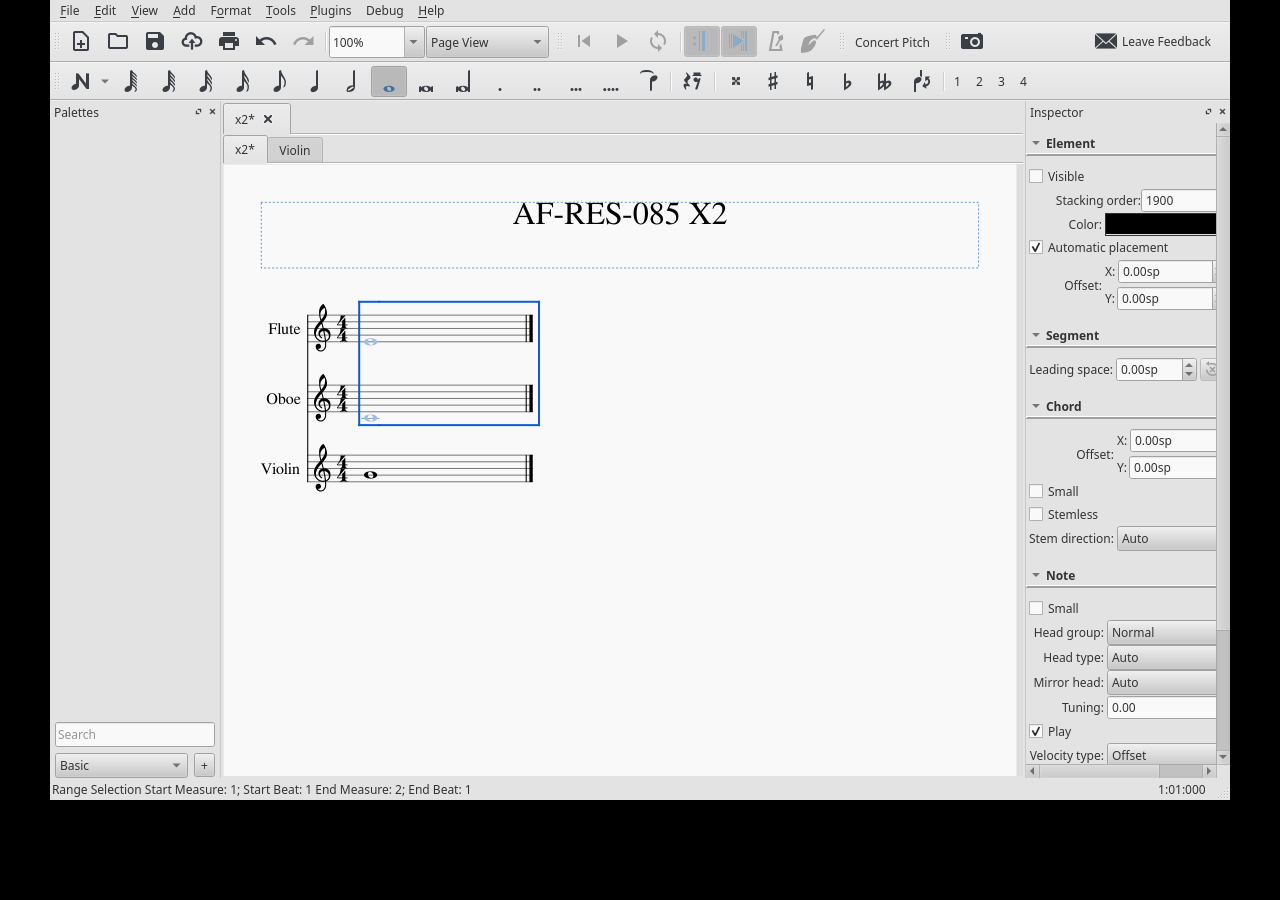 File Edit View Add Format Tools Plugins Debug Help
100% Page View Concert Pitch Leave Feedback
1 2 3 4
Palettes
Search
Basic +
x2*
x2* Violin
AF-RES-085 X2
Flute
Oboe
Violin
Inspector
Element
Visible
Stacking order: 1900
Color:
Automatic placement
Offset:
X: 0.00sp
Y: 0.00sp
Segment
Leading space: 0.00sp
Chord
Offset:
X: 0.00sp
Y: 0.00sp
Small
Stemless
Stem direction: Auto
Note
Small
Head group: Normal
Head type: Auto
Mirror head: Auto
Tuning: 0.00
Play
Velocity type: Offset
Range Selection Start Measure: 1; Start Beat: 1 End Measure: 2; End Beat: 1 1:01:000